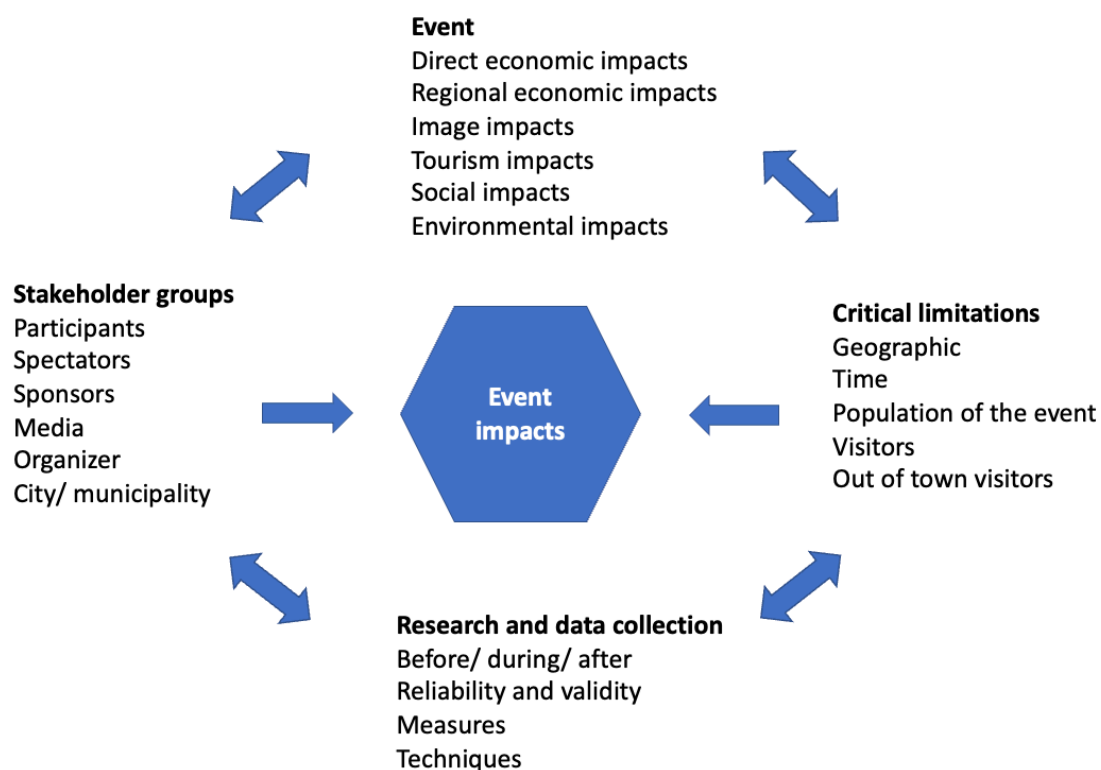 Event
Direct economic impacts
Regional economic impacts
Image impacts
Tourism impacts
Social impacts
Environmental impacts
Stakeholder groups
Participants
Spectators
Sponsors
Media
Organizer
City/ municipality
Event
impacts
Critical limitations
Geographic
Time
Population of the event
Visitors
Out of town visitors
Research and data collection
Before/ during/ after
Reliability and validity
Measures
Techniques